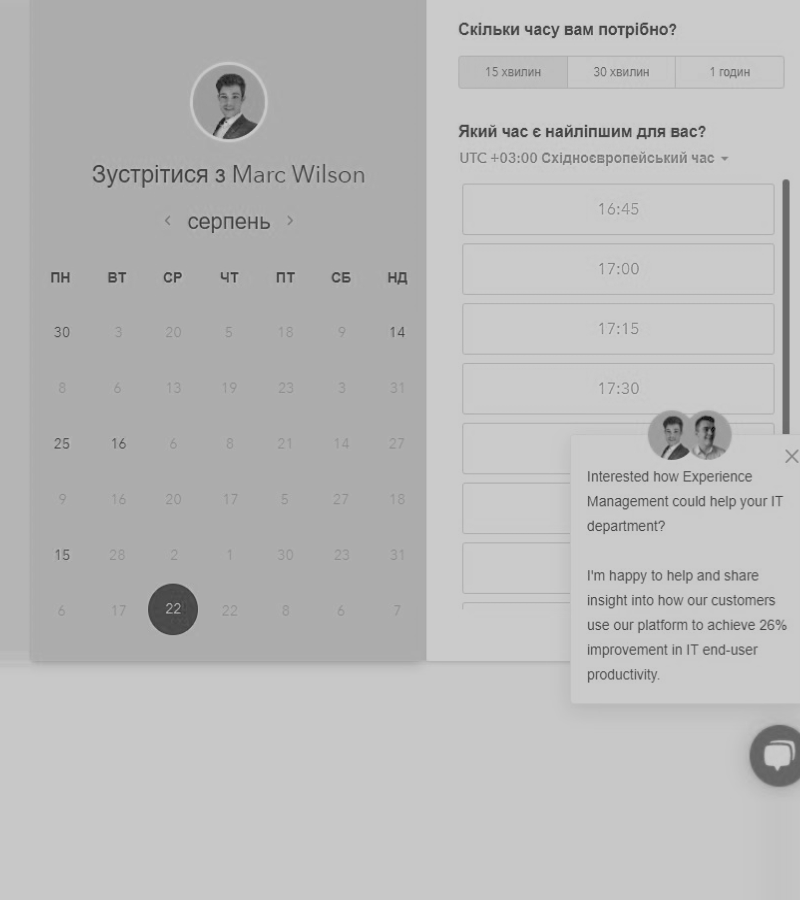 Зустрітися з Marc Wilson
серпень
ПН ВТ СР ЧТ ПТ СБ НД
30 3 20 5 18 9 14
8 6 13 19 23 3 31
25 16 6 8 21 14 27
9 16 20 17 5 27 18
15 28 2 1 30 23 31
6 17 22 22 8 6 7
Скільки часу вам потрібно?
15 хвилин 30 хвилин 1 годин
Який час є найліпшим для вас?
UTC +03:00 Східноєвропейський час
16:45
17:00
17:15
17:30
Interested how Experience
Management could help your IT
department?
I'm happy to help and share
insight into how our customers
use our platform to achieve 26%
improvement in IT end-user
productivity.